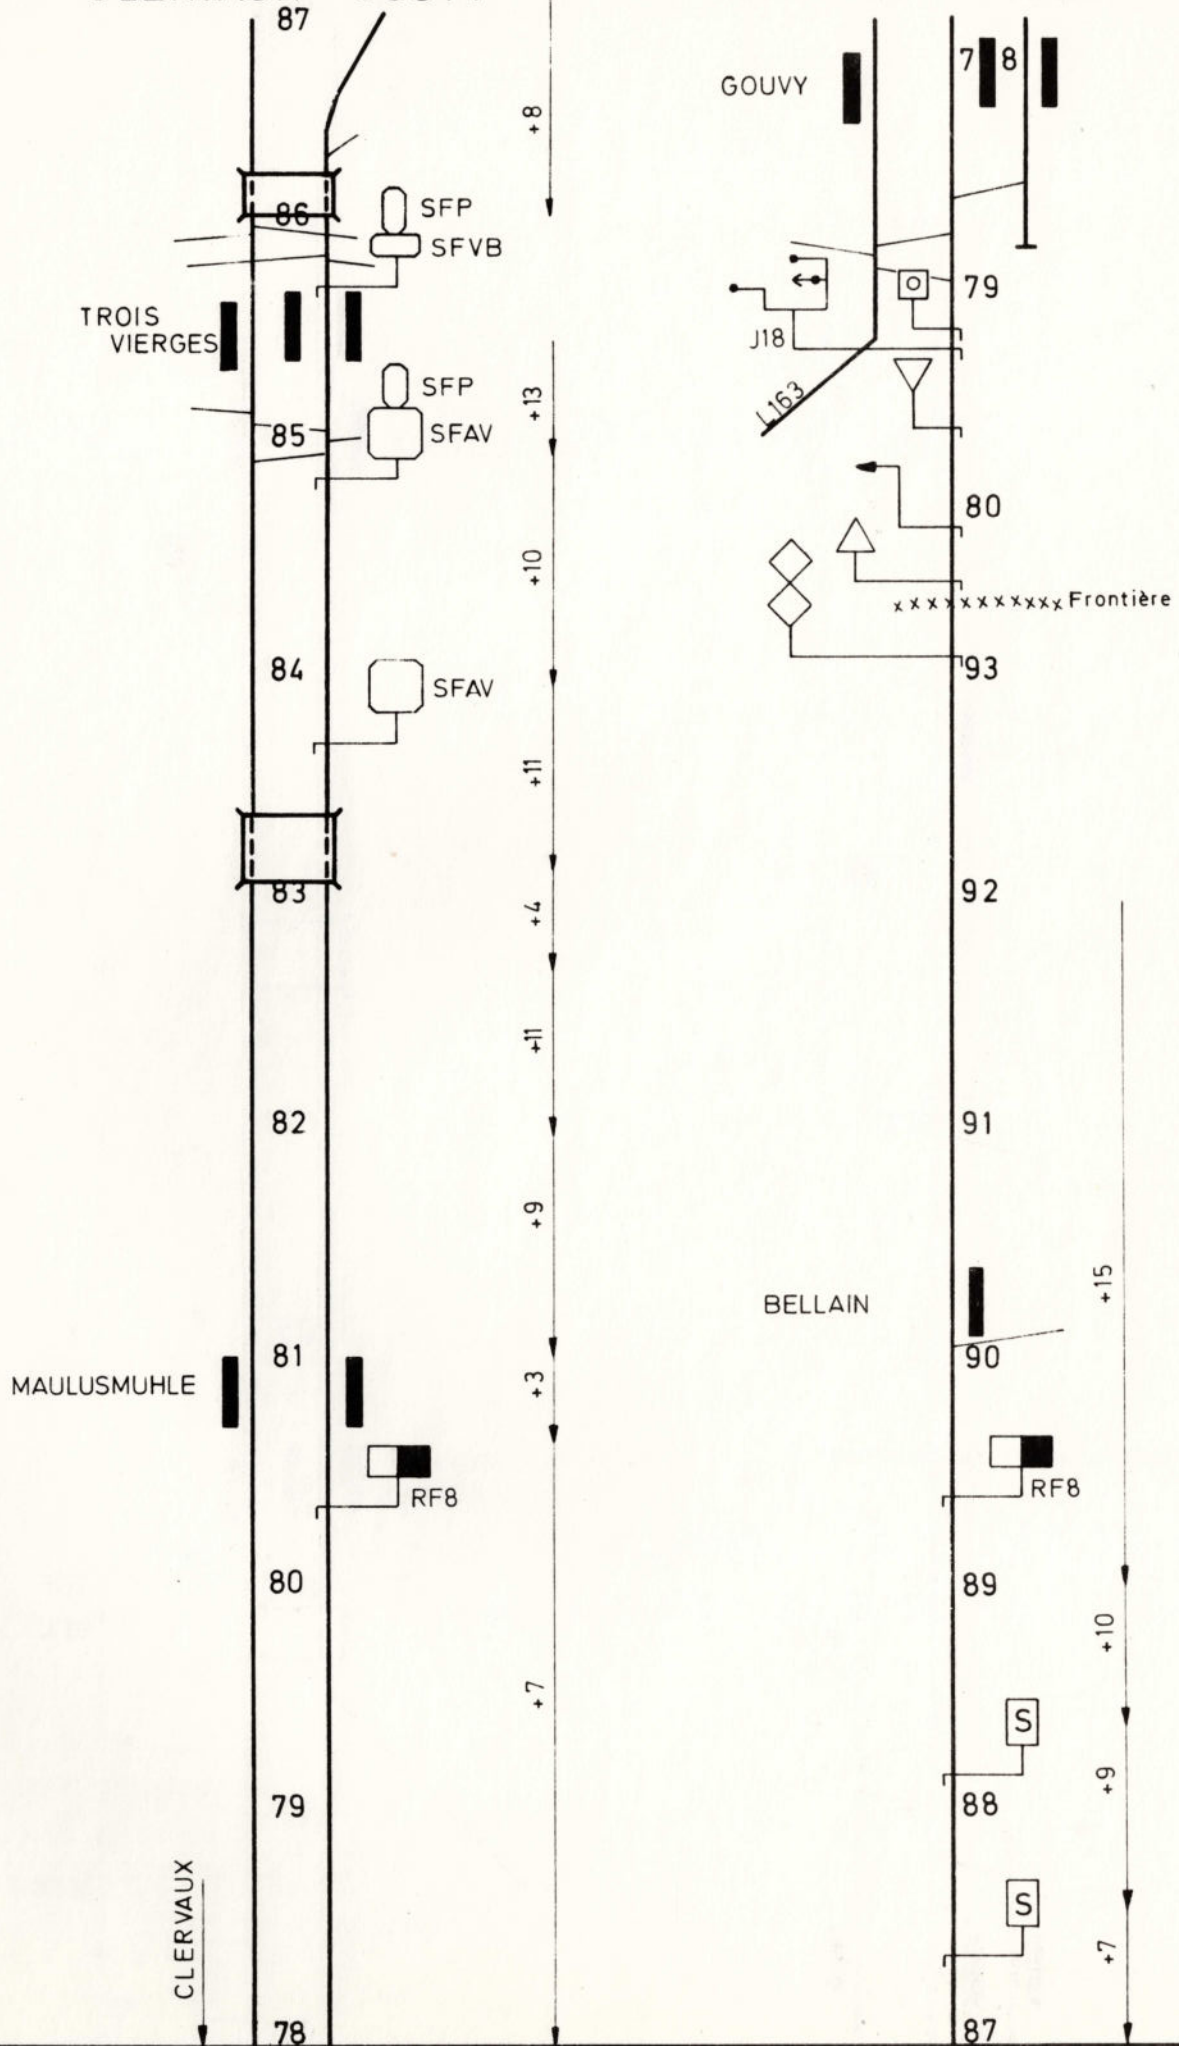 87
+8
86
SFP
SFVB
TROIS
VIERGES
SFP
85
SFAV
+13
+10
84
SFAV
+11
83
+4
+11
82
+9
81
MAULUSMUHLE
+3
RF8
80
+7
79
CLERVAUX
78
GOUVY
7
8
79
J18
L163
80
Frontière
93
92
91
+15
BELLAIN
90
RF8
89
+10
S
88
+9
S
+7
87